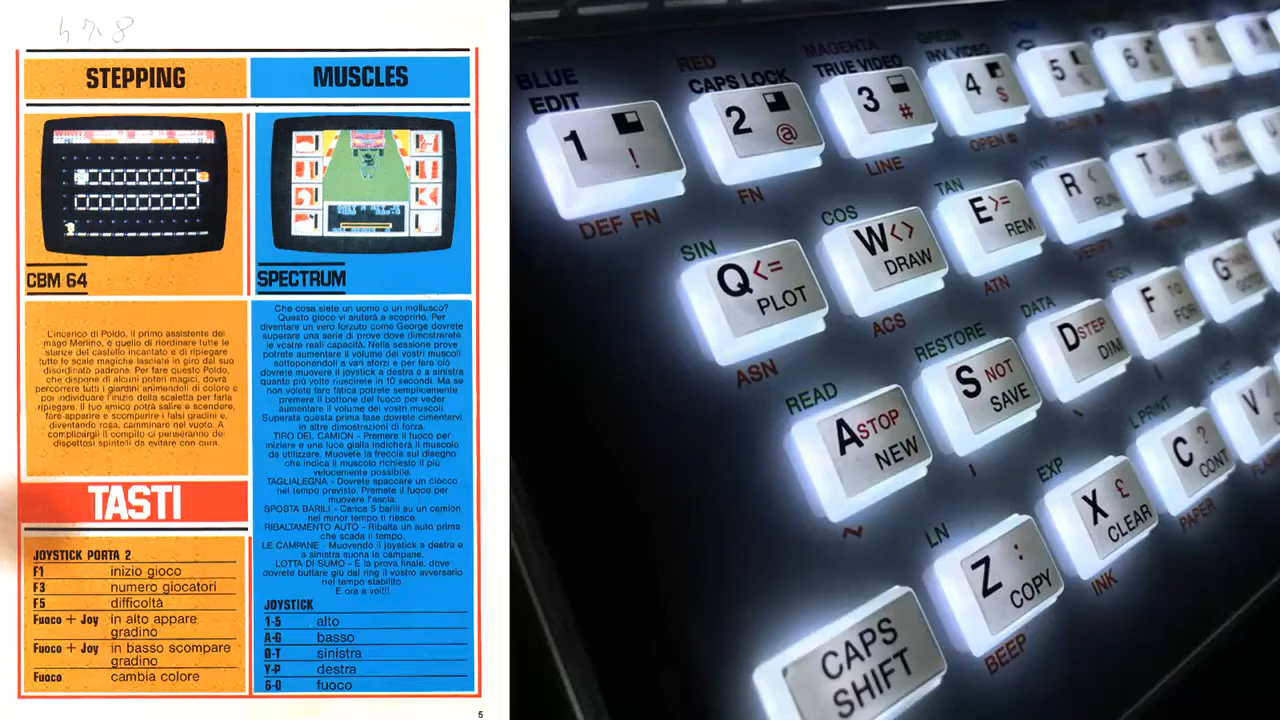 478
STEPPING
MUSCLES
CBM 64
SPECTRUM
L'incarico di Poldo, il primo assistente del
mago Merlino, è quello di riordinare tutte le
stanze del castello incantato e di ripiegare
tutte le scale magiche lasciate in giro dal suo
disordinato padrone. Per fare questo Poldo,
che dispone di alcuni poteri magici, dovrà
percorrere tutti i giardini animandoli di colore e
poi individuare l'inizio della scaletta per farla
ripiegare. Il tuo amico potrà salire e scendere,
fare apparire e scomparire i falsi gradini e,
diventando rosa, camminare nel vuoto. A
complicargli il compito ci penseranno dei
dispettosi spiritelli da evitare con cura.
TASTI
JOYSTICK PORTA 2
F1 inizio gioco
F3 numero giocatori
F5 difficoltà
Fuoco + Joy in alto appare
gradino
Fuoco + Joy in basso scompare
gradino
Fuoco cambia colore
Che cosa siete un uomo o un mollusco?
Questo gioco vi aiuterà a scoprirlo. Per
diventare un vero forzuto come George dovrete
superare una serie di prove dove dimostrerete
le vostre reali capacità. Nella sessione prove
potrete aumentare il volume dei vostri muscoli
sottoponendoli a vari sforzi e per fare ciò
dovrete muovere il joystick a destra e a sinistra
quanto più volte riuscirete in 10 secondi. Ma se
non volete fare fatica potrete semplicemente
premere il bottone del fuoco per veder
aumentare il volume dei vostri muscoli.
Superata questa prima fase dovrete cimentervi
in altre dimostrazioni di forza.
TIRO DEL CAMION - Premere il fuoco per
iniziare e una luce gialla indicherà il muscolo
da utilizzare. Muovete la freccia sul disegno
che indica il muscolo richiesto il più
velocemente possibile.
TAGLIALEGNA - Dovrete spaccare un ciocco
nel tempo previsto. Premete il fuoco per
muovere l'ascia.
SPOSTA BARILI - Carica 5 barili su un camion
nel minor tempo ti riesca.
RIBALTAMENTO AUTO - Ribalta un auto prima
che scada il tempo.
LE CAMPANE - Muovendo il joystick a destra e
a sinistra suona le campane.
LOTTA DI SUMO - È la prova finale, dove
dovrete buttare giù dal ring il vostro avversario
nel tempo stabilito.
E ora a voi!!!
JOYSTICK
1-5 alto
A-G basso
Q-T sinistra
Y-P destra
6-0 fuoco
5
BLUE RED MAGENTA GREEN
EDIT CAPS LOCK TRUE VIDEO INV. VIDEO
1 ! 2 @ 3 # 4 $ 5 6
DEF FN FN LINE OPEN #
SIN COS TAN
Q <= PLOT W <> DRAW E >= REM R < RUN T
ASN ACS ATN VERIFY
READ RESTORE DATA SGN
A STOP NEW S NOT SAVE D STEP DIM F TO FOR G
~ | \
LN EXP L PRINT
CAPS SHIFT Z : COPY X £ CLEAR C ? CONT V
BEEP INK PAPER